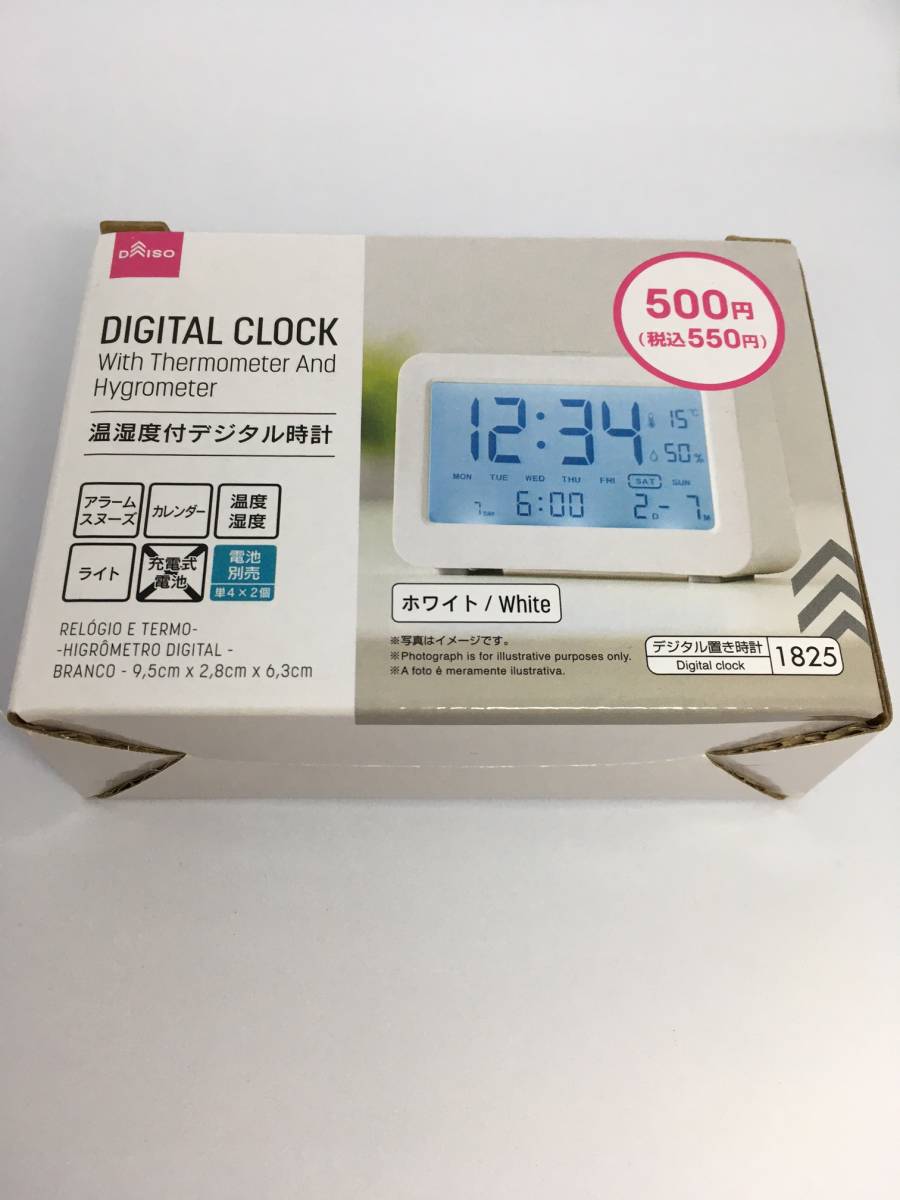 DAISO
DIGITAL CLOCK
With Thermometer And
Hygrometer
温湿度付デジタル時計
アラーム
スヌーズ
カレンダー
温度
湿度
ライト
充電式
電池
電池
別売
単4×2個
RELÓGIO E TERMO-
-HIGRÔMETRO DIGITAL -
BRANCO - 9,5cm x 2,8cm x 6,3cm
500円
(税込550円)
12:34
15℃
50%
MON TUE WED THU FRI SAT SUN
7DAY 6:00 2D-7M
ホワイト / White
※写真はイメージです。
※Photograph is for illustrative purposes only.
※A foto é meramente ilustrativa.
デジタル置き時計
Digital clock
1825